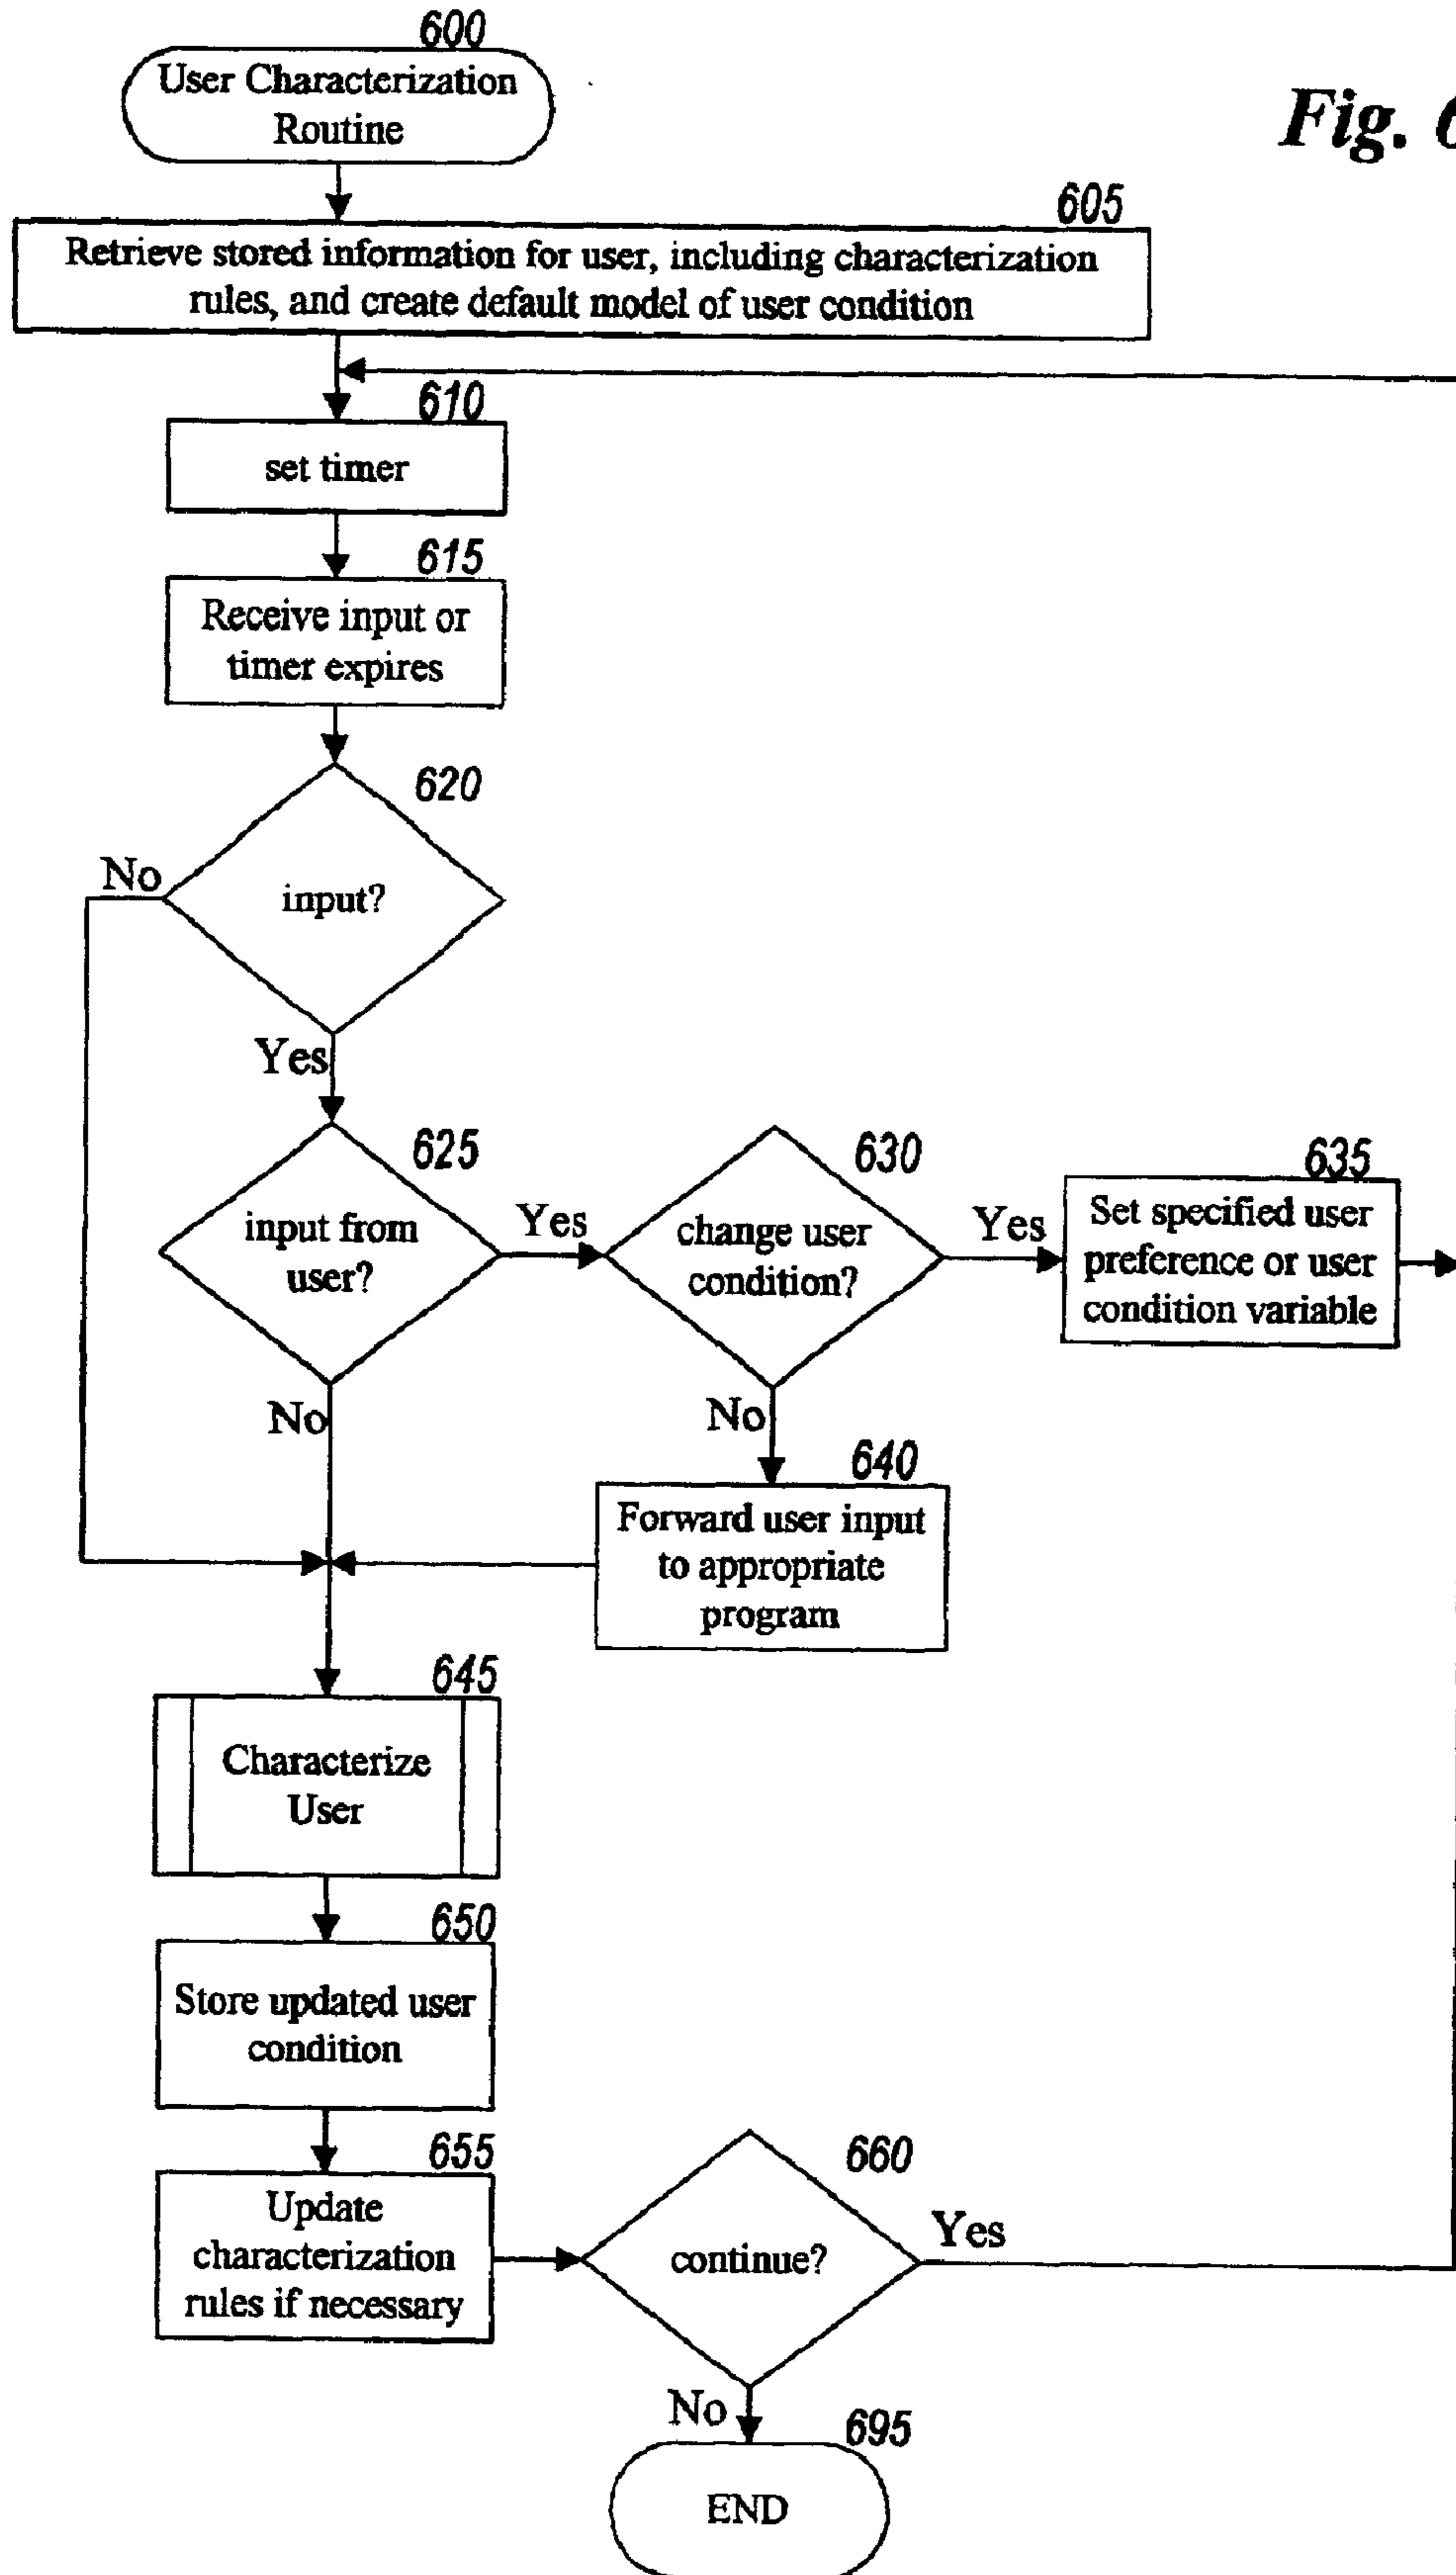 600
User Characterization
Routine
Fig. 6
605
Retrieve stored information for user, including characterization
rules, and create default model of user condition
610
set timer
615
Receive input or
timer expires
620
No
input?
Yes
625
input from
user?
Yes
630
change user
condition?
Yes
635
Set specified user
preference or user
condition variable
No
No
640
Forward user input
to appropriate
program
645
Characterize
User
650
Store updated user
condition
655
Update
characterization
rules if necessary
660
continue?
Yes
No
695
END